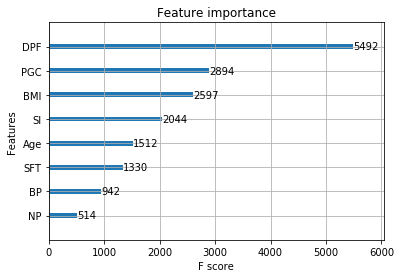 Feature importance
DPF 5492
PGC 2894
BMI 2597
SI 2044
Age 1512
SFT 1330
BP 942
NP 514
Features
0 1000 2000 3000 4000 5000 6000
F score